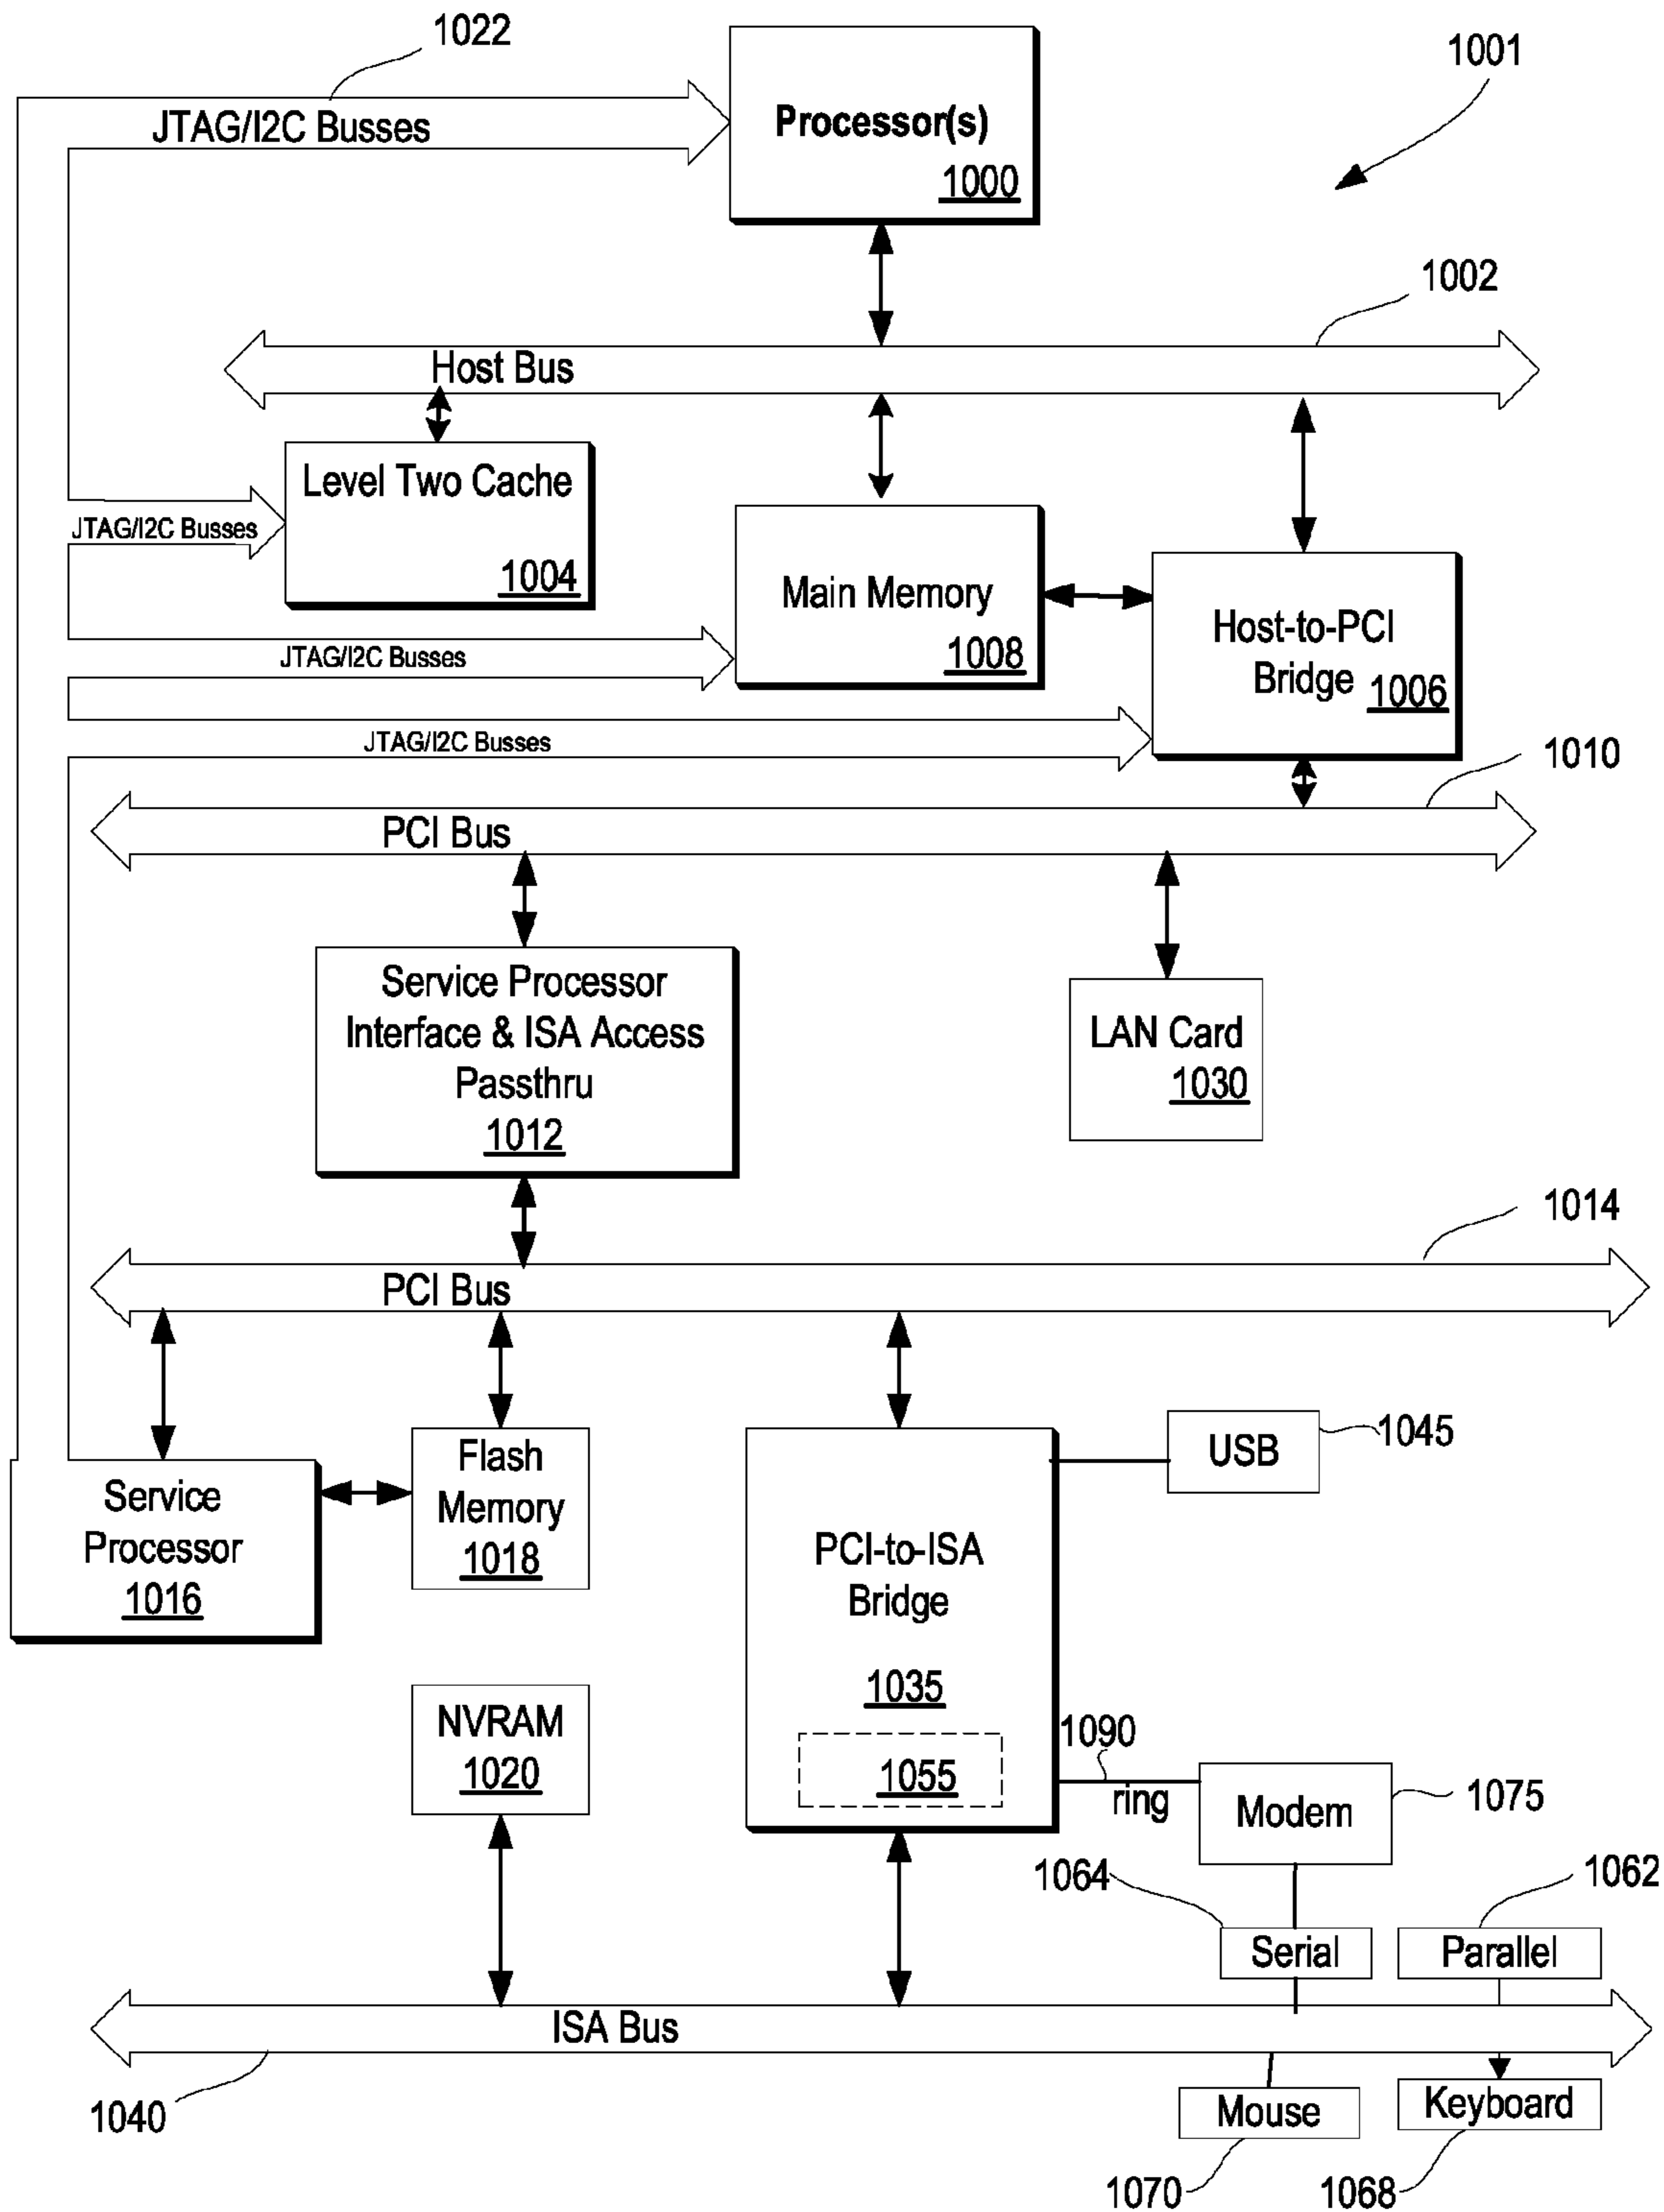 1022
1001
JTAG/I2C Busses
Processor(s)
1000
1002
Host Bus
Level Two Cache
1004
JTAG/I2C Busses
Main Memory
1008
Host-to-PCI
Bridge 1006
JTAG/I2C Busses
JTAG/I2C Busses
1010
PCI Bus
Service Processor
Interface & ISA Access
Passthru
1012
LAN Card
1030
1014
PCI Bus
Service
Processor
1016
Flash
Memory
1018
PCI-to-ISA
Bridge
1035
1055
USB
1045
NVRAM
1020
1090
ring
Modem
1075
1064
1062
Serial
Parallel
ISA Bus
1040
Mouse
Keyboard
1070
1068